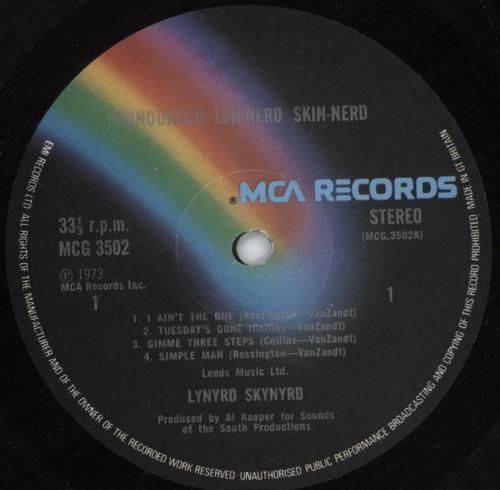 PRONOUNCED LEH-NERD SKIN-NERD
® MCA RECORDS
33⅓ r.p.m.
MCG 3502
STEREO
(MCG.3502A)
Ⓟ 1973
MCA Records Inc.
1
1
1. I AIN'T THE ONE (Rossington—VanZandt)
2. TUESDAY'S GONE (Collins—VanZandt)
3. GIMME THREE STEPS (Collins—VanZandt)
4. SIMPLE MAN (Rossington—VanZandt)
Leeds Music Ltd.
LYNYRD SKYNYRD
Produced by Al Kooper for Sounds
of the South Productions
EMI RECORDS LTD ALL RIGHTS OF THE MANUFACTURER AND OF THE OWNER OF THE RECORDED WORK RESERVED UNAUTHORISED PUBLIC PERFORMANCE BROADCASTING AND COPYING OF THIS RECORD PROHIBITED MADE IN GT BRITAIN